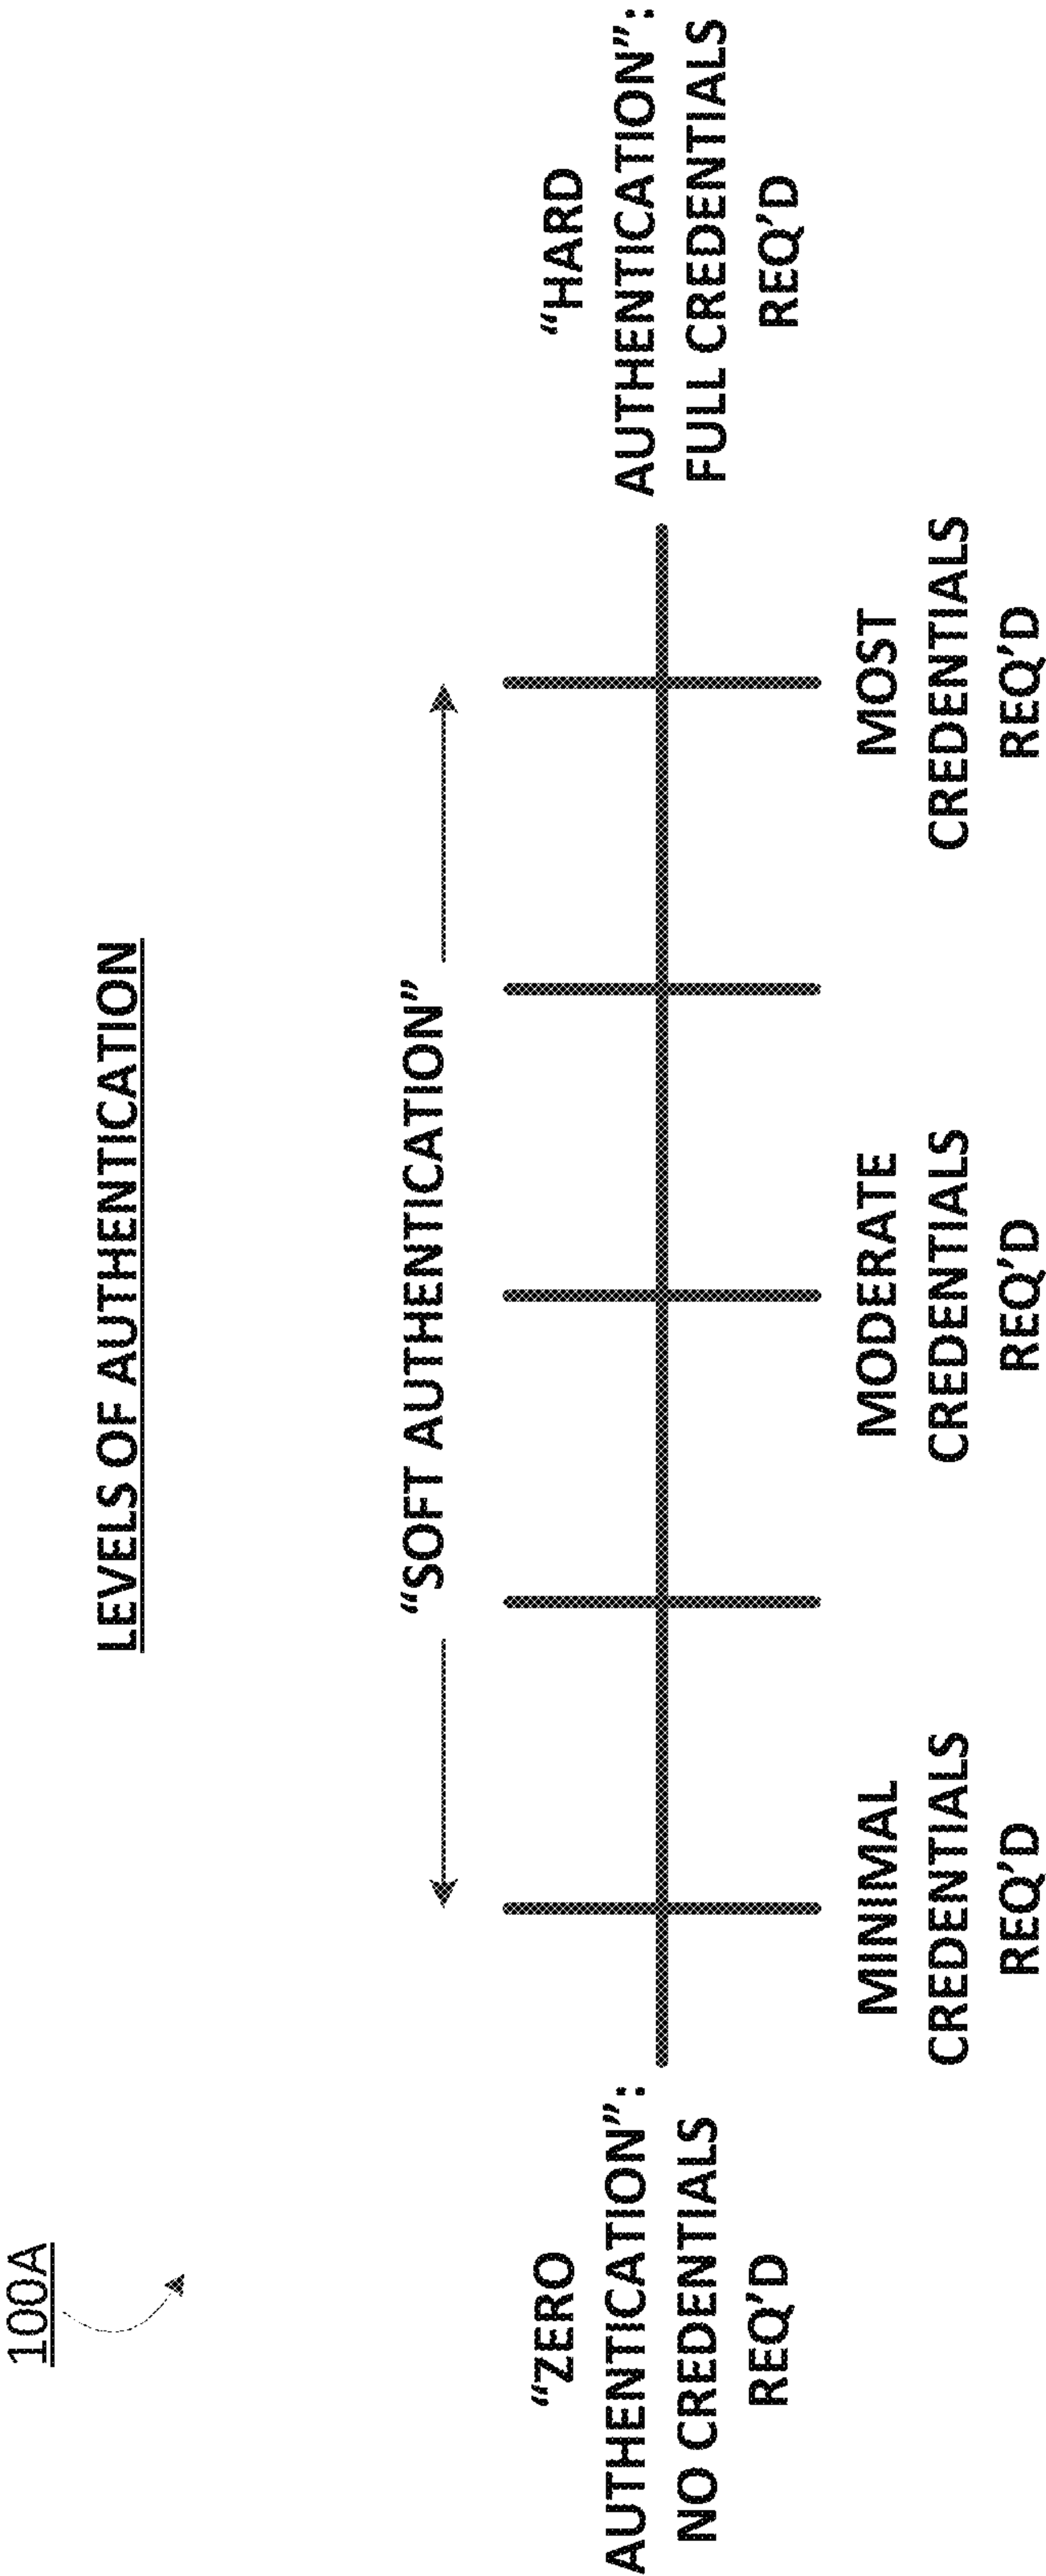 100A
LEVELS OF AUTHENTICATION
“SOFT AUTHENTICATION”
“ZERO
AUTHENTICATION”:
NO CREDENTIALS
REQ’D
“HARD
AUTHENTICATION”:
FULL CREDENTIALS
REQ’D
MINIMAL
CREDENTIALS
REQ’D
MODERATE
CREDENTIALS
REQ’D
MOST
CREDENTIALS
REQ’D